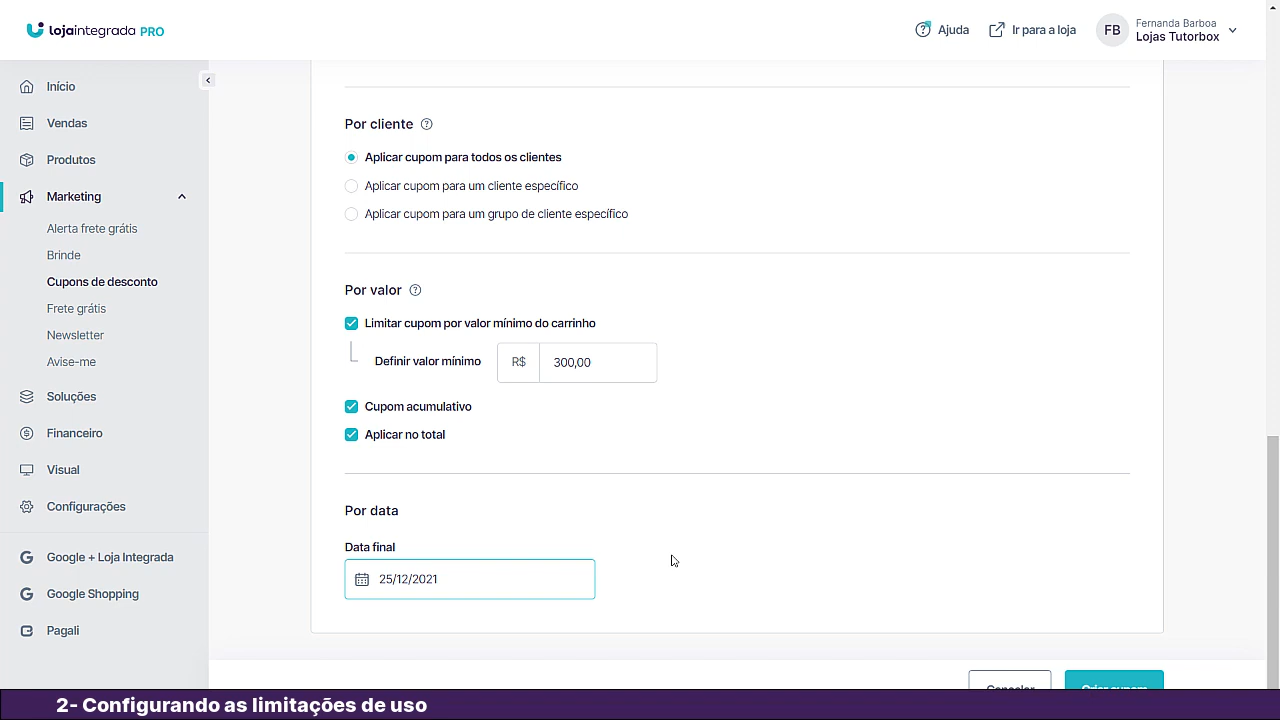 lojaintegrada PRO
Ajuda
Ir para a loja
FB
Fernanda Barboa
Lojas Tutorbox
Início
Vendas
Produtos
Marketing
Alerta frete grátis
Brinde
Cupons de desconto
Frete grátis
Newsletter
Avise-me
Soluções
Financeiro
Visual
Configurações
Google + Loja Integrada
Google Shopping
Pagali
Por cliente
Aplicar cupom para todos os clientes
Aplicar cupom para um cliente específico
Aplicar cupom para um grupo de cliente específico
Por valor
Limitar cupom por valor mínimo do carrinho
Definir valor mínimo R$ 300,00
Cupom acumulativo
Aplicar no total
Por data
Data final
25/12/2021
Cancelar Criar cupom
2- Configurando as limitações de uso